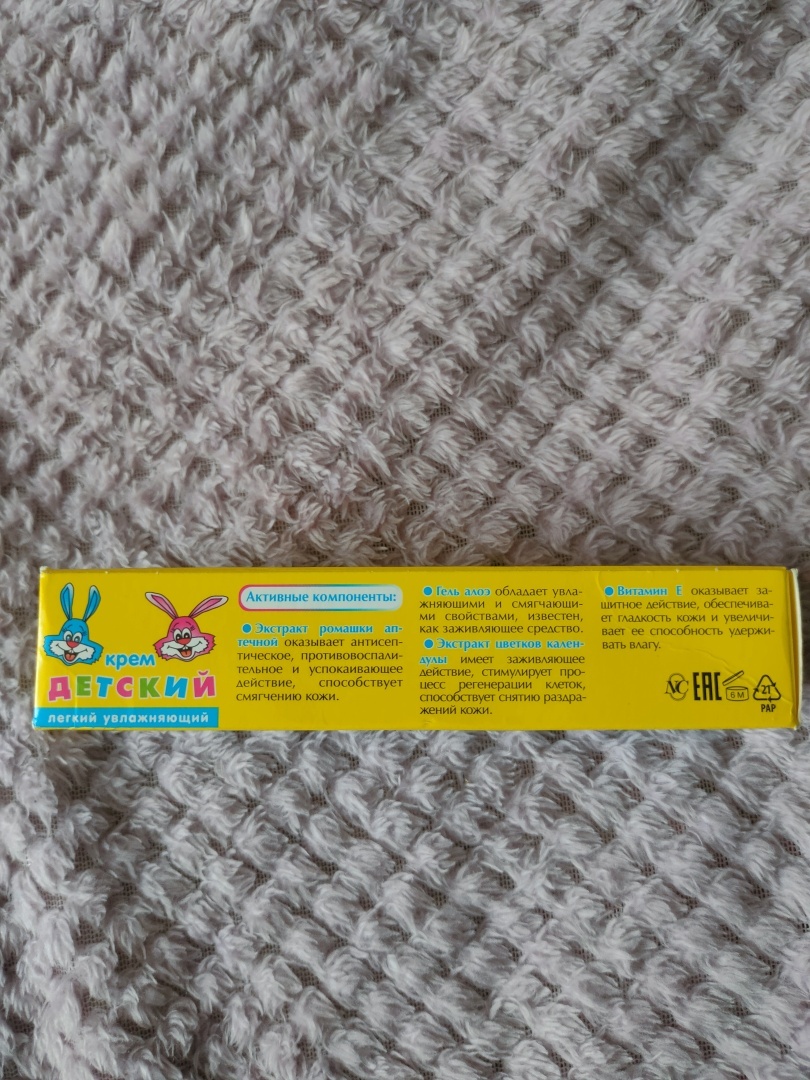 крем
ДЕТСКИЙ
легкий увлажняющий
Активные компоненты:
● Экстракт ромашки ап-
течной оказывает антисеп-
тическое, противовоспали-
тельное и успокаивающее
действие, способствует
смягчению кожи.
● Гель алоэ обладает увла-
жняющими и смягчающи-
ми свойствами, известен,
как заживляющее средство.
● Экстракт цветков кален-
дулы имеет заживляющее
действие, стимулирует про-
цесс регенерации клеток,
способствует снятию раздра-
жений кожи.
● Витамин Е оказывает за-
щитное действие, обеспечива-
ет гладкость кожи и увеличи-
вает ее способность удержи-
вать влагу.
EAC
6 M
21
PAP